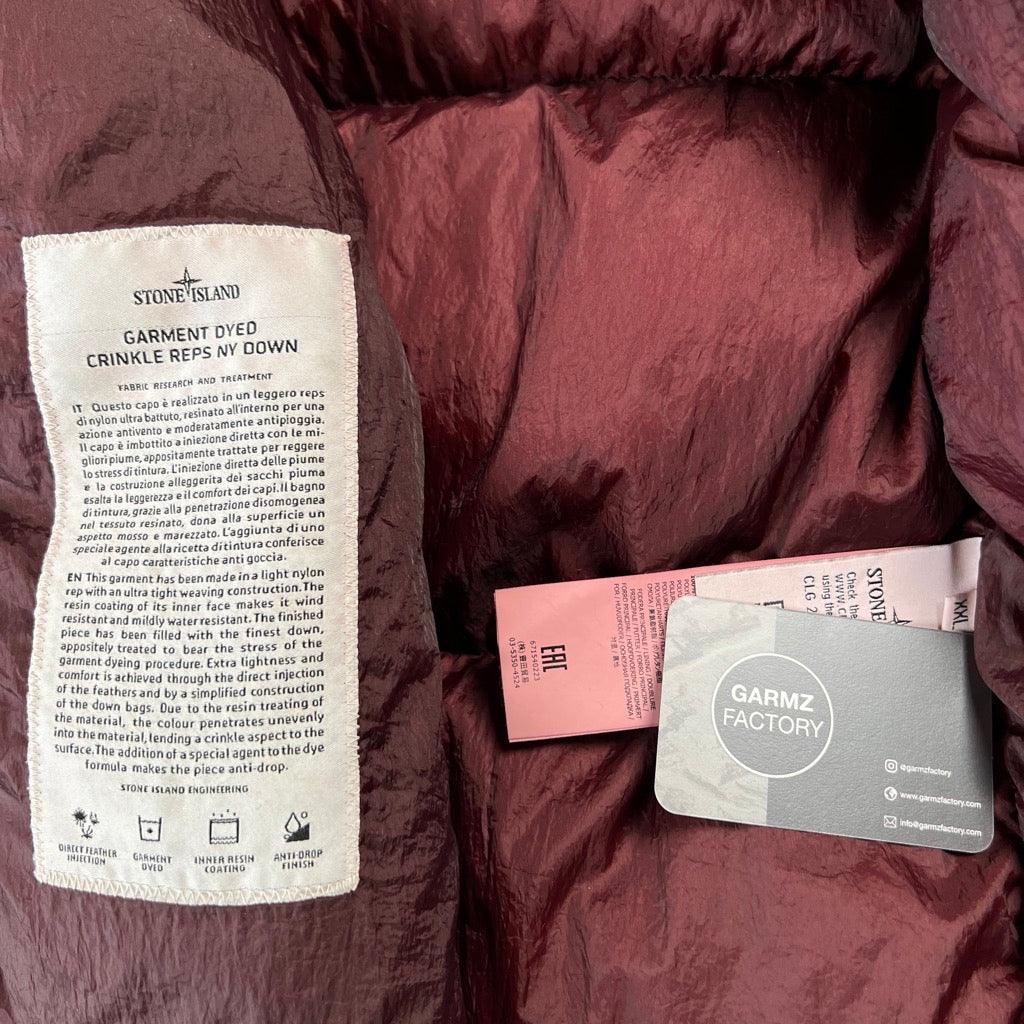 STONE ISLAND
GARMENT DYED
CRINKLE REPS NY DOWN
FABRIC RESEARCH AND TREATMENT
IT Questo capo è realizzato in un leggero reps
di nylon ultra battuto, resinato all'interno per una
azione antivento e moderatamente antipioggia.
Il capo è imbottito a iniezione diretta con le mi-
gliori piume, appositamente trattate per reggere
lo stress di tintura. L'iniezione diretta delle piume
e la costruzione alleggerita dei sacchi piuma
esalta la leggerezza e il comfort dei capi. Il bagno
di tintura, grazie alla penetrazione disomogenea
nel tessuto resinato, dona alla superficie un
aspetto mosso e marezzato. L'aggiunta di uno
speciale agente alla ricetta di tintura conferisce
al capo caratteristiche anti goccia.
EN This garment has been made in a light nylon
rep with an ultra tight weaving construction. The
resin coating of its inner face makes it wind
resistant and mildly water resistant. The finished
piece has been filled with the finest down,
appositely treated to bear the stress of the
garment dyeing procedure. Extra lightness and
comfort is achieved through the direct injection
of the feathers and by a simplified construction
of the down bags. Due to the resin treating of
the material, the colour penetrates unevenly
into the material, lending a crinkle aspect to the
surface. The addition of a special agent to the dye
formula makes the piece anti-drop.
STONE ISLAND ENGINEERING
DIRECT FEATHER
INJECTION
GARMENT
DYED
INNER RESIN
COATING
ANTI-DROP
FINISH
EAC
671540223
03-5350-4524
STONE
Check the
using the
CLG 2
XXL
GARMZ
FACTORY
@garmzfactory
www.garmzfactory.com
info@garmzfactory.com